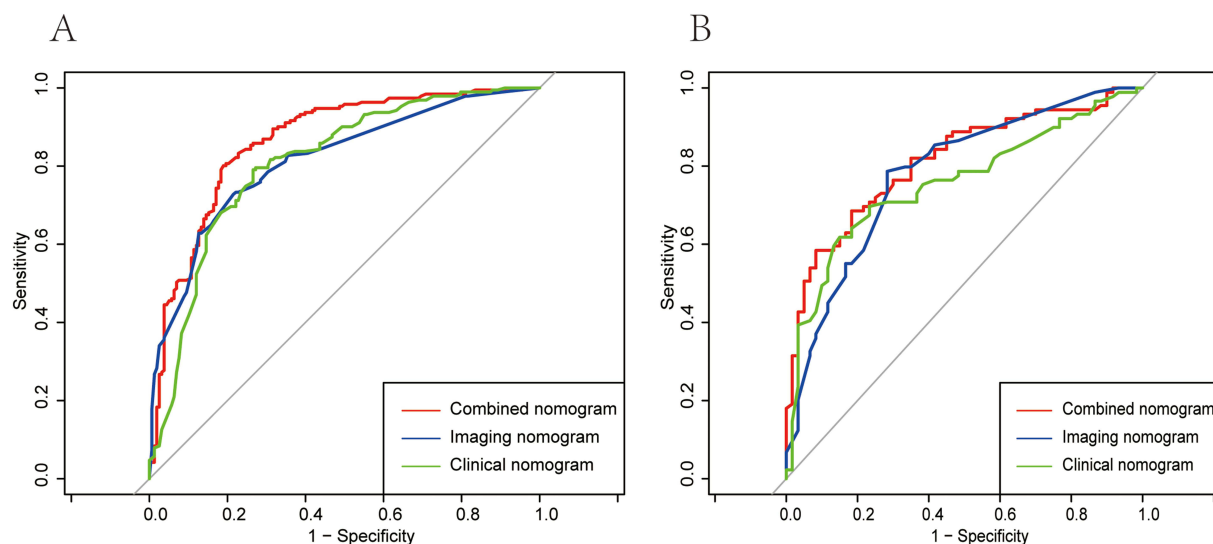 A
B
1.0
0.8
0.6
0.4
0.2
0.0
Sensitivity
0.0 0.2 0.4 0.6 0.8 1.0
1 − Specificity
Combined nomogram
Imaging nomogram
Clinical nomogram
1.0
0.8
0.6
0.4
0.2
0.0
Sensitivity
0.0 0.2 0.4 0.6 0.8 1.0
1 − Specificity
Combined nomogram
Imaging nomogram
Clinical nomogram